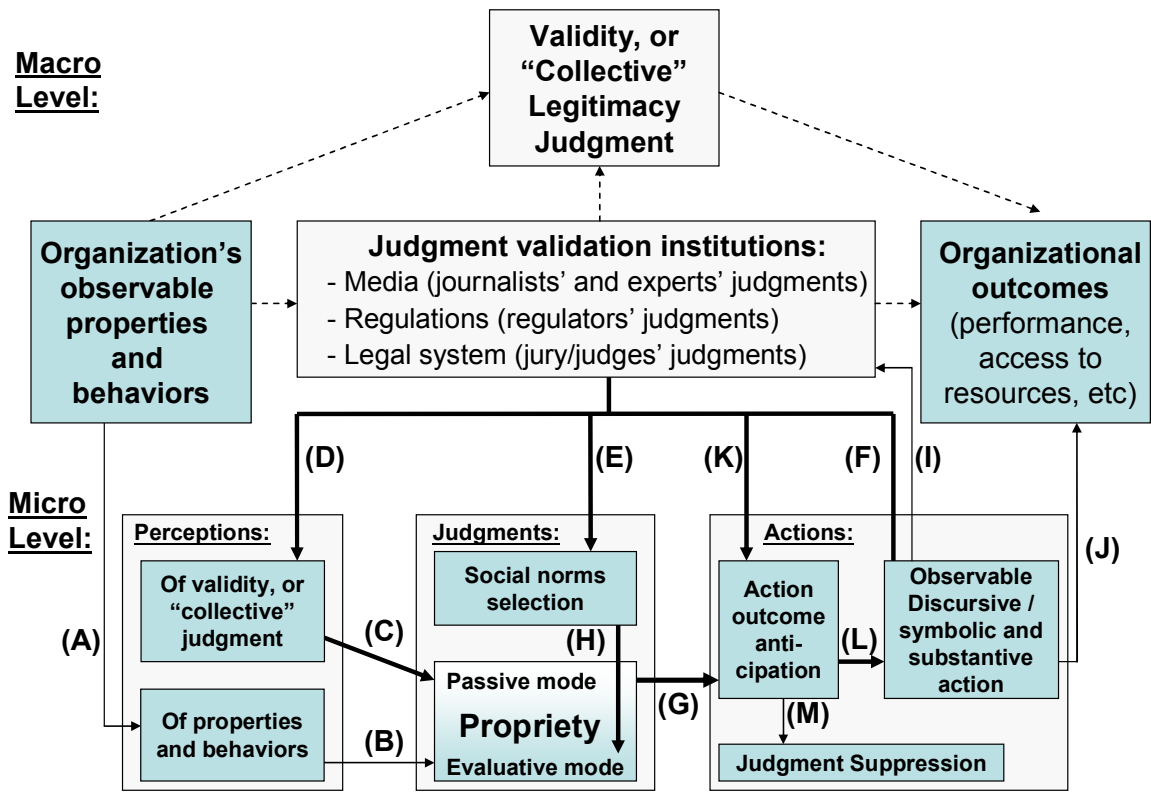 Macro
Level:
Validity, or
“Collective”
Legitimacy
Judgment
Organization’s
observable
properties
and
behaviors
Judgment validation institutions:
- Media (journalists’ and experts’ judgments)
- Regulations (regulators’ judgments)
- Legal system (jury/judges’ judgments)
Organizational
outcomes
(performance,
access to
resources, etc)
(D)
(E)
(K)
(F)
(I)
Micro
Level:
(A)
Perceptions:
Of validity, or
“collective”
judgment
Of properties
and behaviors
(C)
(B)
Judgments:
Social norms
selection
(H)
Passive mode
Propriety
Evaluative mode
(G)
Actions:
Action
outcome
anti-
cipation
(L)
(M)
Observable
Discursive /
symbolic and
substantive
action
Judgment Suppression
(J)